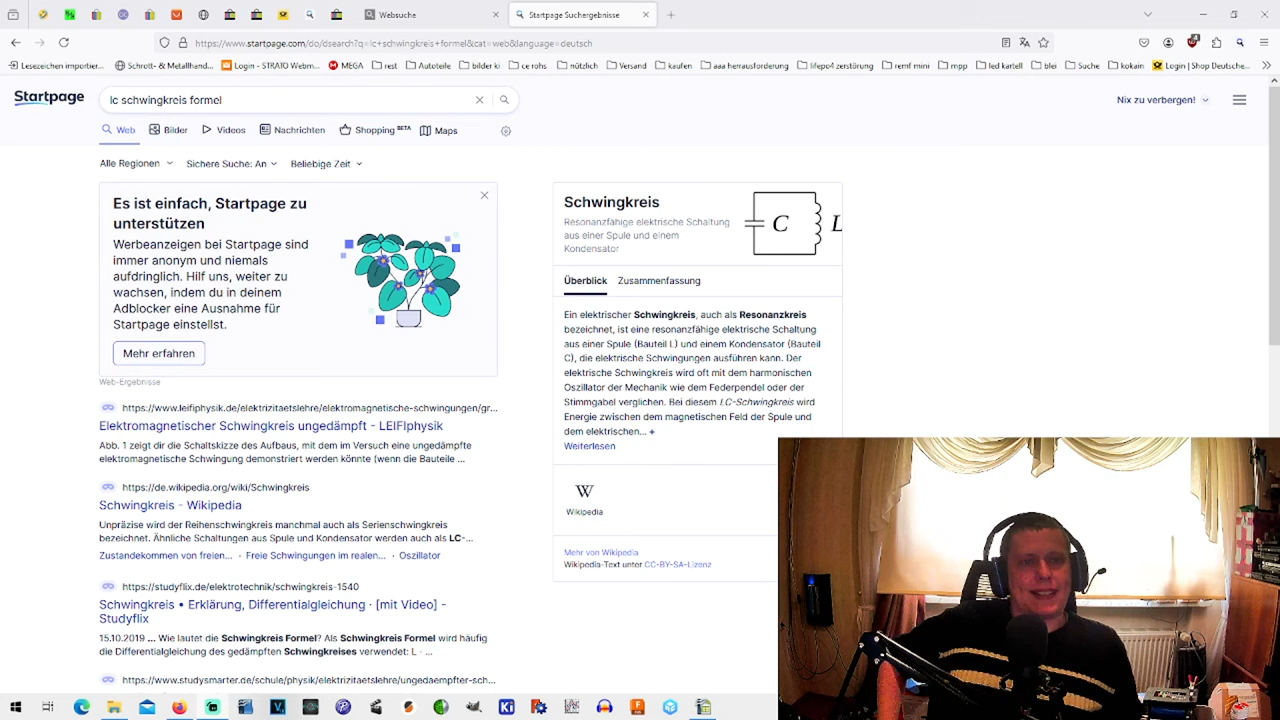 Websuche
Startpage Suchergebnisse
https://www.startpage.com/do/dsearch?q=lc+schwingkreis+formel&cat=web&language=deutsch
Lesezeichen importier...
Schrott- & Metallhand...
Login - STRATO Webm...
MEGA
rest
Autoteile
bilder ki
ce rohs
nützlich
Versand
kaufen
aaa herrausforderung
lifepo4 zerstörung
remf mini
mpp
led kartell
blei
Suche
kokain
Login | Shop Deutsche...
Startpage
lc schwingkreis formel
Nix zu verbergen!
Web
Bilder
Videos
Nachrichten
Shopping BETA
Maps
Alle Regionen
Sichere Suche: An
Beliebige Zeit
Es ist einfach, Startpage zu
unterstützen
Werbeanzeigen bei Startpage sind
immer anonym und niemals
aufdringlich. Hilf uns, weiter zu
wachsen, indem du in deinem
Adblocker eine Ausnahme für
Startpage einstellst.
Mehr erfahren
Web-Ergebnisse
https://www.leifiphysik.de/elektrizitaetslehre/elektromagnetische-schwingungen/gr...
Elektromagnetischer Schwingkreis ungedämpft - LEIFIphysik
Abb. 1 zeigt dir die Schaltskizze des Aufbaus, mit dem im Versuch eine ungedämpfte
elektromagnetische Schwingung demonstriert werden könnte (wenn die Bauteile ...
https://de.wikipedia.org/wiki/Schwingkreis
Schwingkreis - Wikipedia
Unpräzise wird der Reihenschwingkreis manchmal auch als Serienschwingkreis
bezeichnet. Ähnliche Schaltungen aus Spule und Kondensator werden auch als LC-...
Zustandekommen von freien... · Freie Schwingungen im realen... · Oszillator
https://studyflix.de/elektrotechnik/schwingkreis-1540
Schwingkreis • Erklärung, Differentialgleichung · [mit Video] -
Studyflix
15.10.2019 ... Wie lautet die Schwingkreis Formel? Als Schwingkreis Formel wird häufig
die Differentialgleichung des gedämpften Schwingkreises verwendet: L · ...
https://www.studysmarter.de/schule/physik/elektrizitaetslehre/ungedaempfter-sch...
Schwingkreis
Resonanzfähige elektrische Schaltung
aus einer Spule und einem
Kondensator
C
L
Überblick
Zusammenfassung
Ein elektrischer Schwingkreis, auch als Resonanzkreis
bezeichnet, ist eine resonanzfähige elektrische Schaltung
aus einer Spule (Bauteil L) und einem Kondensator (Bauteil
C), die elektrische Schwingungen ausführen kann. Der
elektrische Schwingkreis wird oft mit dem harmonischen
Oszillator der Mechanik wie dem Federpendel oder der
Stimmgabel verglichen. Bei diesem LC-Schwingkreis wird
Energie zwischen dem magnetischen Feld der Spule und
dem elektrischen... +
Weiterlesen
W
Wikipedia
Mehr von Wikipedia
Wikipedia-Text unter CC-BY-SA-Lizenz